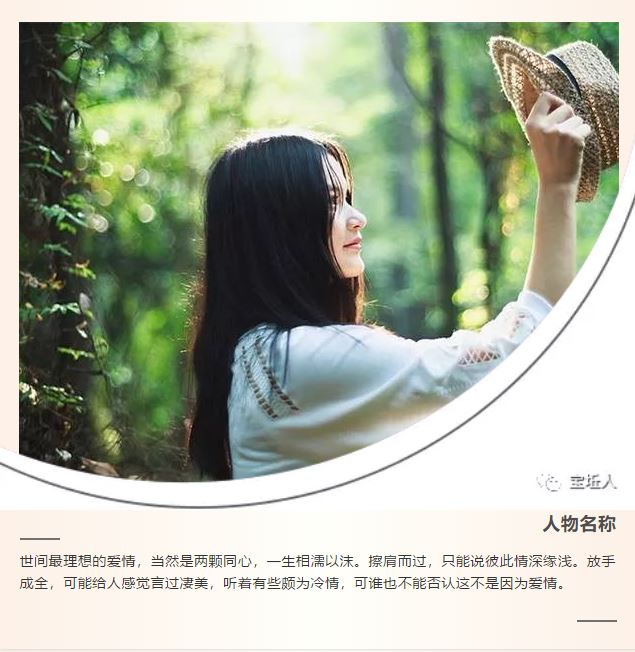 宝坻人
人物名称
世间最理想的爱情，当然是两颗同心，一生相濡以沫。擦肩而过，只能说彼此情深缘浅。放手
成全，可能给人感觉言过凄美，听着有些颇为冷情，可谁也不能否认这不是因为爱情。